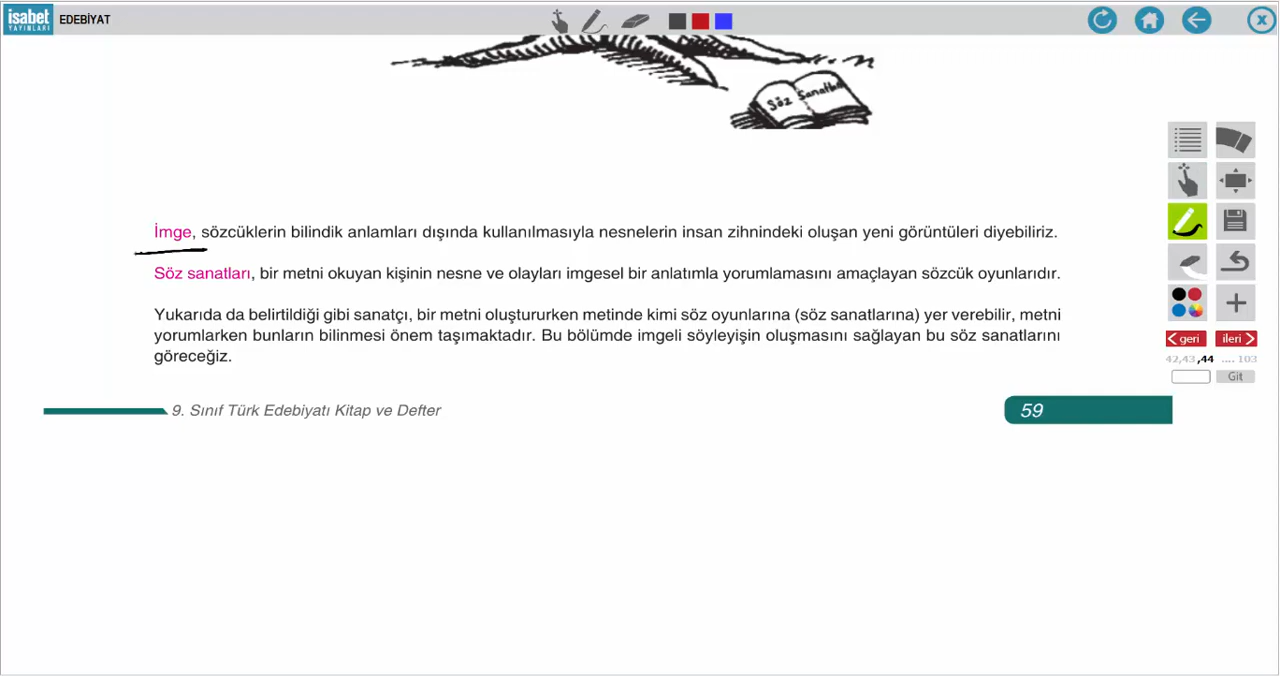 isabet
YAYINLARI
EDEBİYAT
Söz Sanatları
İmge, sözcüklerin bilindik anlamları dışında kullanılmasıyla nesnelerin insan zihnindeki oluşan yeni görüntüleri diyebiliriz.
Söz sanatları, bir metni okuyan kişinin nesne ve olayları imgesel bir anlatımla yorumlamasını amaçlayan sözcük oyunlarıdır.
Yukarıda da belirtildiği gibi sanatçı, bir metni oluştururken metinde kimi söz oyunlarına (söz sanatlarına) yer verebilir, metni
yorumlarken bunların bilinmesi önem taşımaktadır. Bu bölümde imgeli söyleyişin oluşmasını sağlayan bu söz sanatlarını
göreceğiz.
geri ileri
42,43,44 .... 103
Git
9. Sınıf Türk Edebiyatı Kitap ve Defter
59